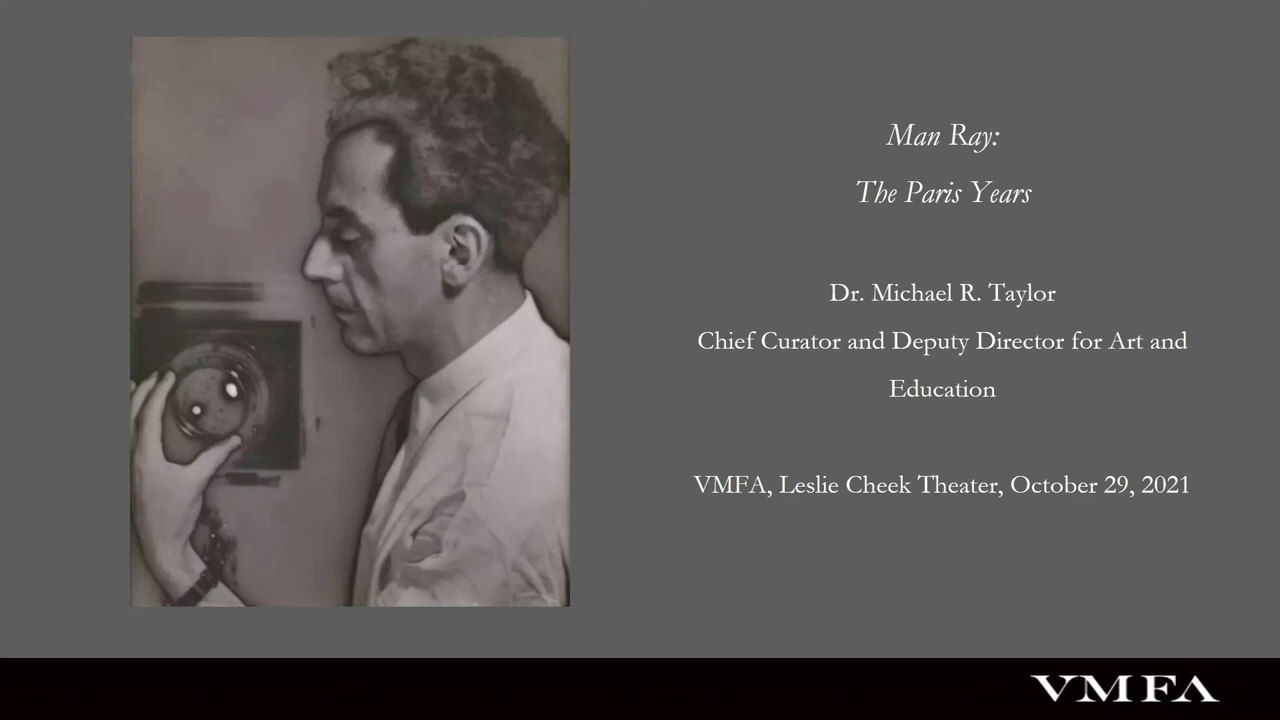 Man Ray:
The Paris Years
Dr. Michael R. Taylor
Chief Curator and Deputy Director for Art and
Education
VMFA, Leslie Cheek Theater, October 29, 2021
VMFA